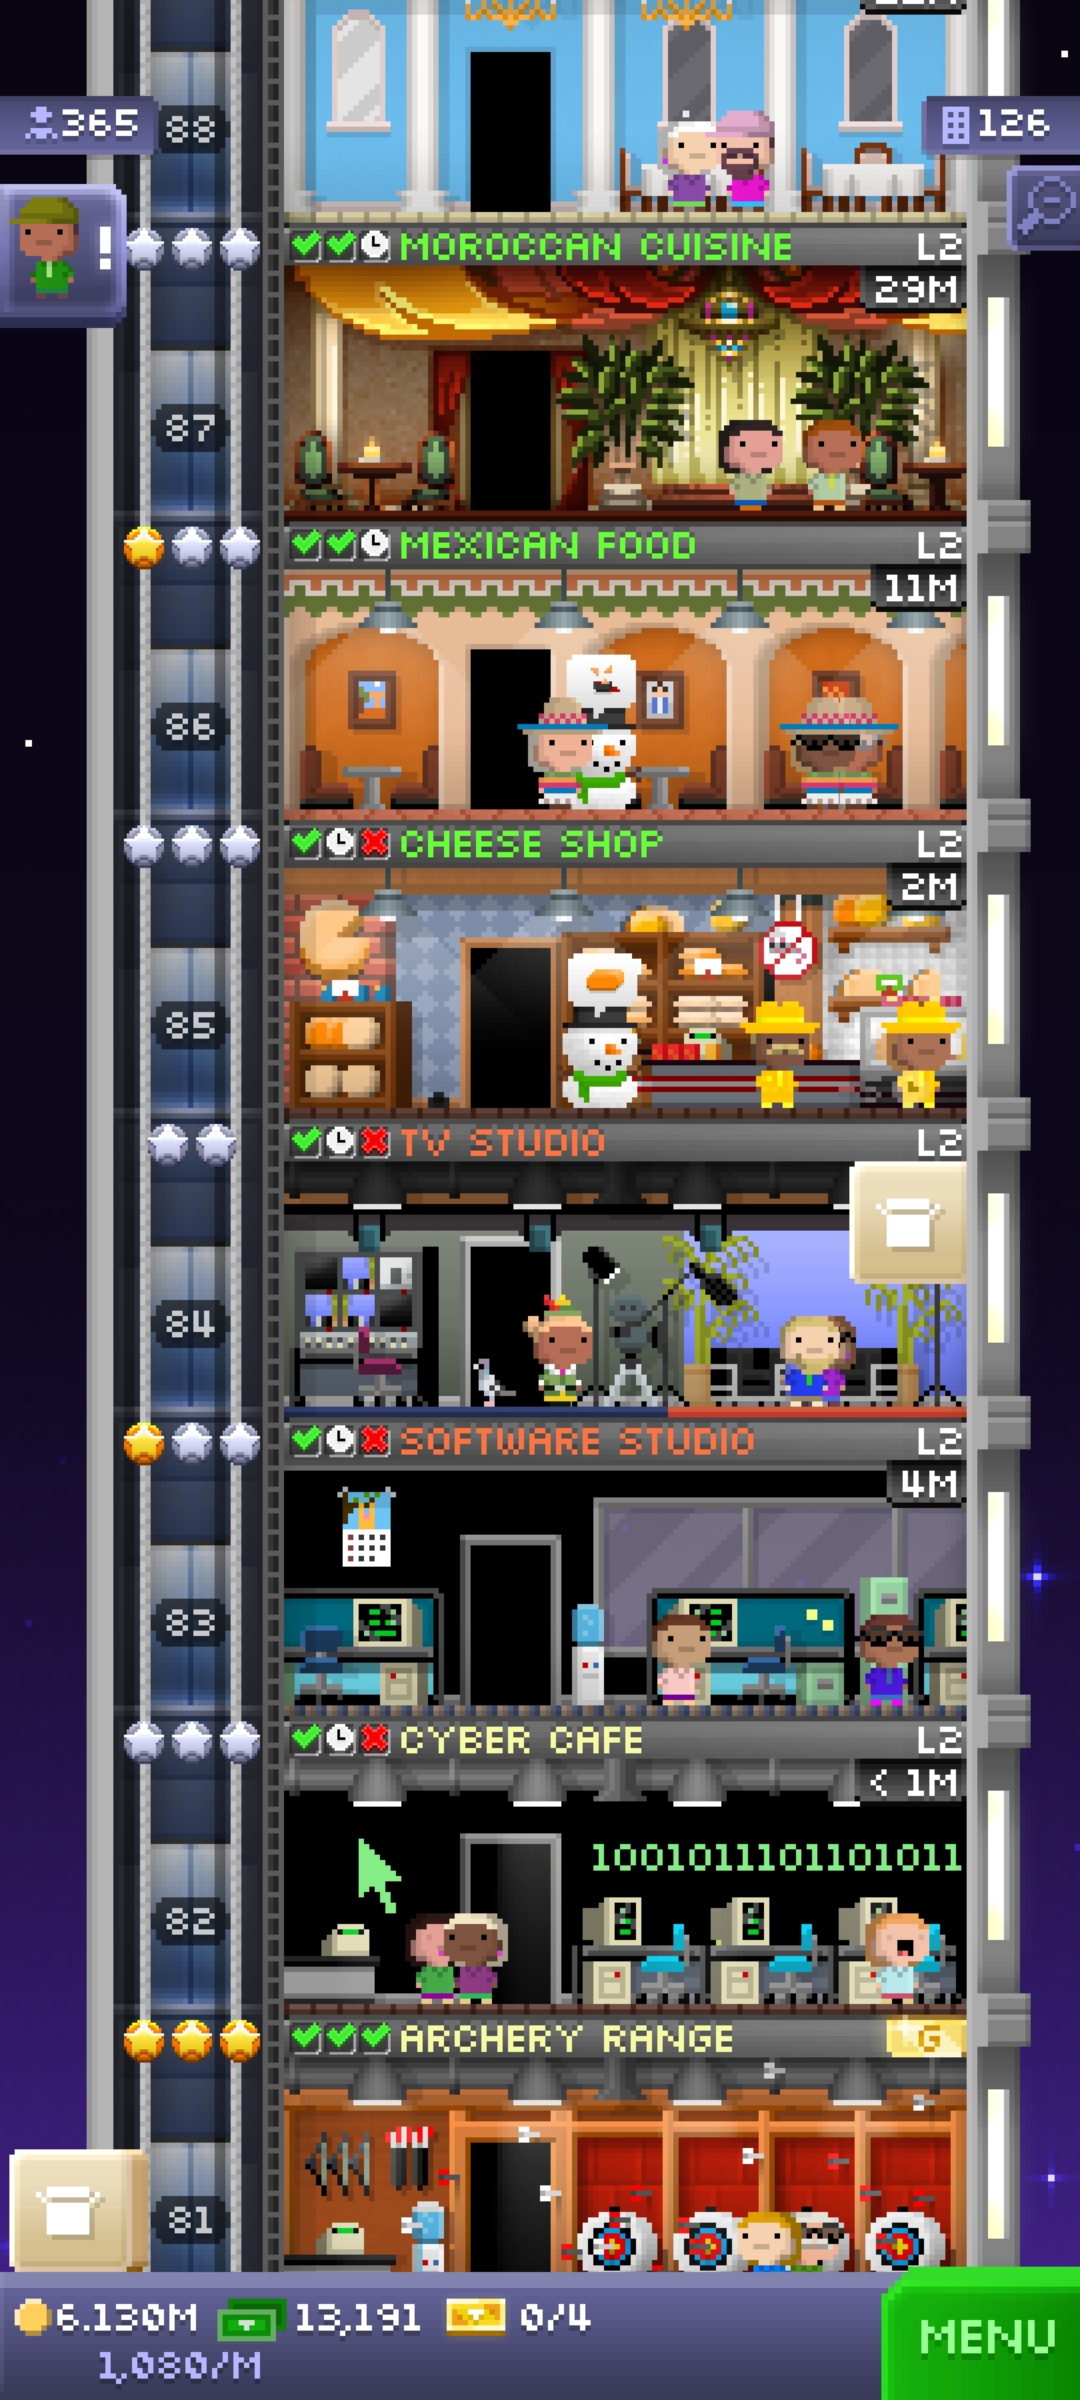 365
88
126
!
MOROCCAN CUISINE L2
29M
87
MEXICAN FOOD L2
11M
86
CHEESE SHOP L2
2M
85
TV STUDIO L2
84
SOFTWARE STUDIO L2
4M
83
CYBER CAFE L2
< 1M
1001011101101011
82
ARCHERY RANGE G
81
6.130M 13,191 0/4
1,080/M
MENU